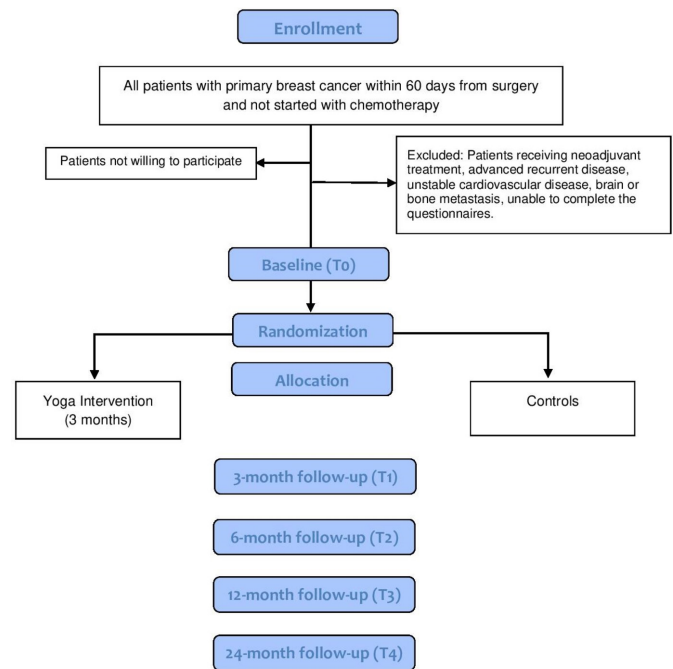 Enrollment
All patients with primary breast cancer within 60 days from surgery
and not started with chemotherapy
Patients not willing to participate
Excluded: Patients receiving neoadjuvant
treatment, advanced recurrent disease,
unstable cardiovascular disease, brain or
bone metastasis, unable to complete the
questionnaires.
Baseline (T0)
Randomization
Allocation
Yoga Intervention
(3 months)
Controls
3-month follow-up (T1)
6-month follow-up (T2)
12-month follow-up (T3)
24-month follow-up (T4)